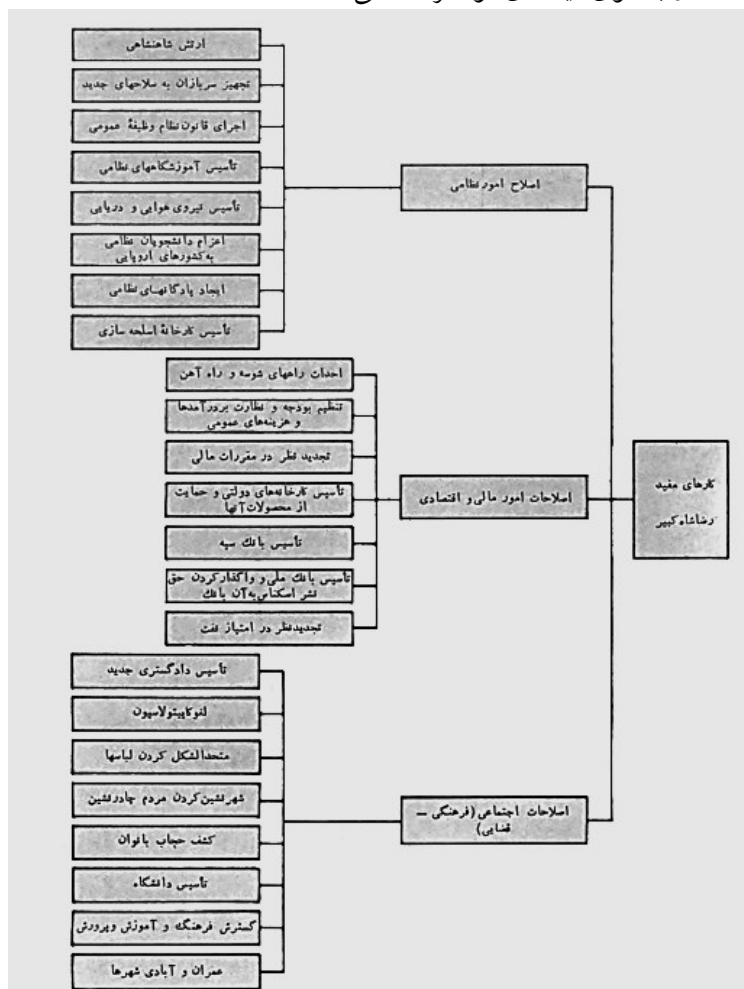 کارهای مفید
رضاشاه کبیر
اصلاح امور نظامی
ارتش شاهنشاهی
تجهیز سربازان به سلاحهای جدید
اجرای قانون نظام وظیفهٔ عمومی
تأسیس آموزشگاههای نظامی
تأسیس نیروی هوایی و دریایی
اعزام دانشجویان نظامی
به کشورهای اروپایی
ایجاد پادگانهای نظامی
تأسیس کارخانهٔ اسلحه سازی
اصلاحات امور مالی و اقتصادی
احداث راههای شوسه و راه آهن
تنظیم بودجه و نظارت بردرآمدها
و هزینه‌های عمومی
تجدید نظر در مقررات مالی
تأسیس کارخانه‌های دولتی و حمایت
از محصولات آنها
تأسیس بانک سپه
تأسیس بانک ملی و واگذار کردن حق
نشر اسکناس به آن بانک
تجدیدنظر در امتیاز نفت
اصلاحات اجتماعی (فرهنگی –
قضایی)
تأسیس دادگستری جدید
لغو کاپیتولاسیون
متحدالشکل کردن لباسها
شهرنشین کردن مردم چادرنشین
کشف حجاب بانوان
تأسیس دانشگاه
گسترش فرهنگ و آموزش وپرورش
عمران و آبادی شهرها